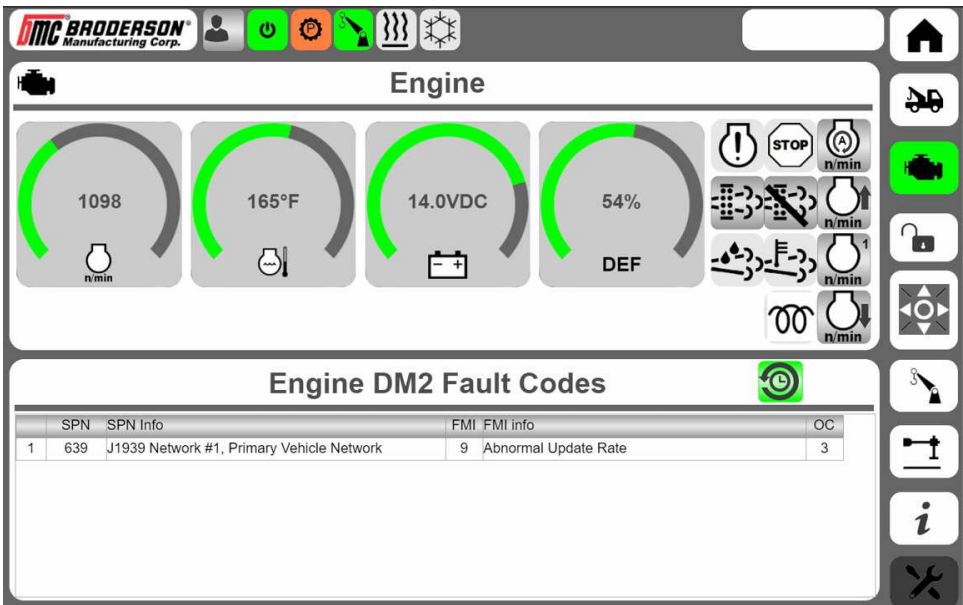 BMC BRODERSON®
Manufacturing Corp.
P
Engine
1098
n/min
165°F
14.0VDC
- +
54%
DEF
STOP
A
n/min
n/min
1
n/min
n/min
Engine DM2 Fault Codes
SPN SPN Info FMI FMI info OC
1 639 J1939 Network #1, Primary Vehicle Network 9 Abnormal Update Rate 3
3
i